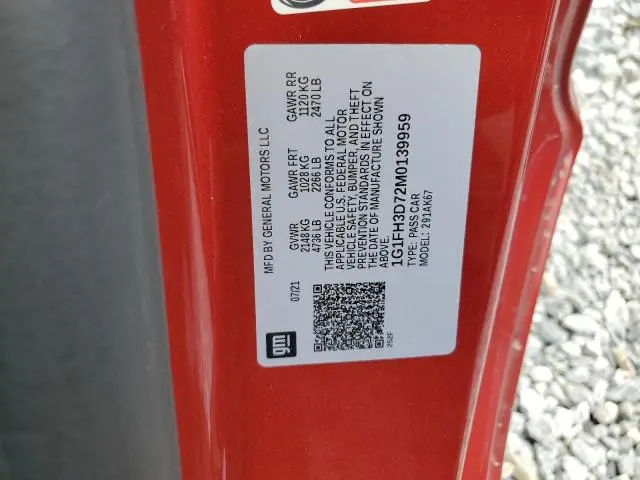 MFD BY GENERAL MOTORS LLC
07/21
GVWR GAWR FRT GAWR RR
2148 KG 1028 KG 1120 KG
4736 LB 2266 LB 2470 LB
THIS VEHICLE CONFORMS TO ALL
APPLICABLE U.S. FEDERAL MOTOR
VEHICLE SAFETY, BUMPER, AND THEFT
PREVENTION STANDARDS IN EFFECT ON
THE DATE OF MANUFACTURE SHOWN
ABOVE.
1G1FH3D72M0139959
TYPE: PASS CAR
MODEL: 291AK67
gm
252F